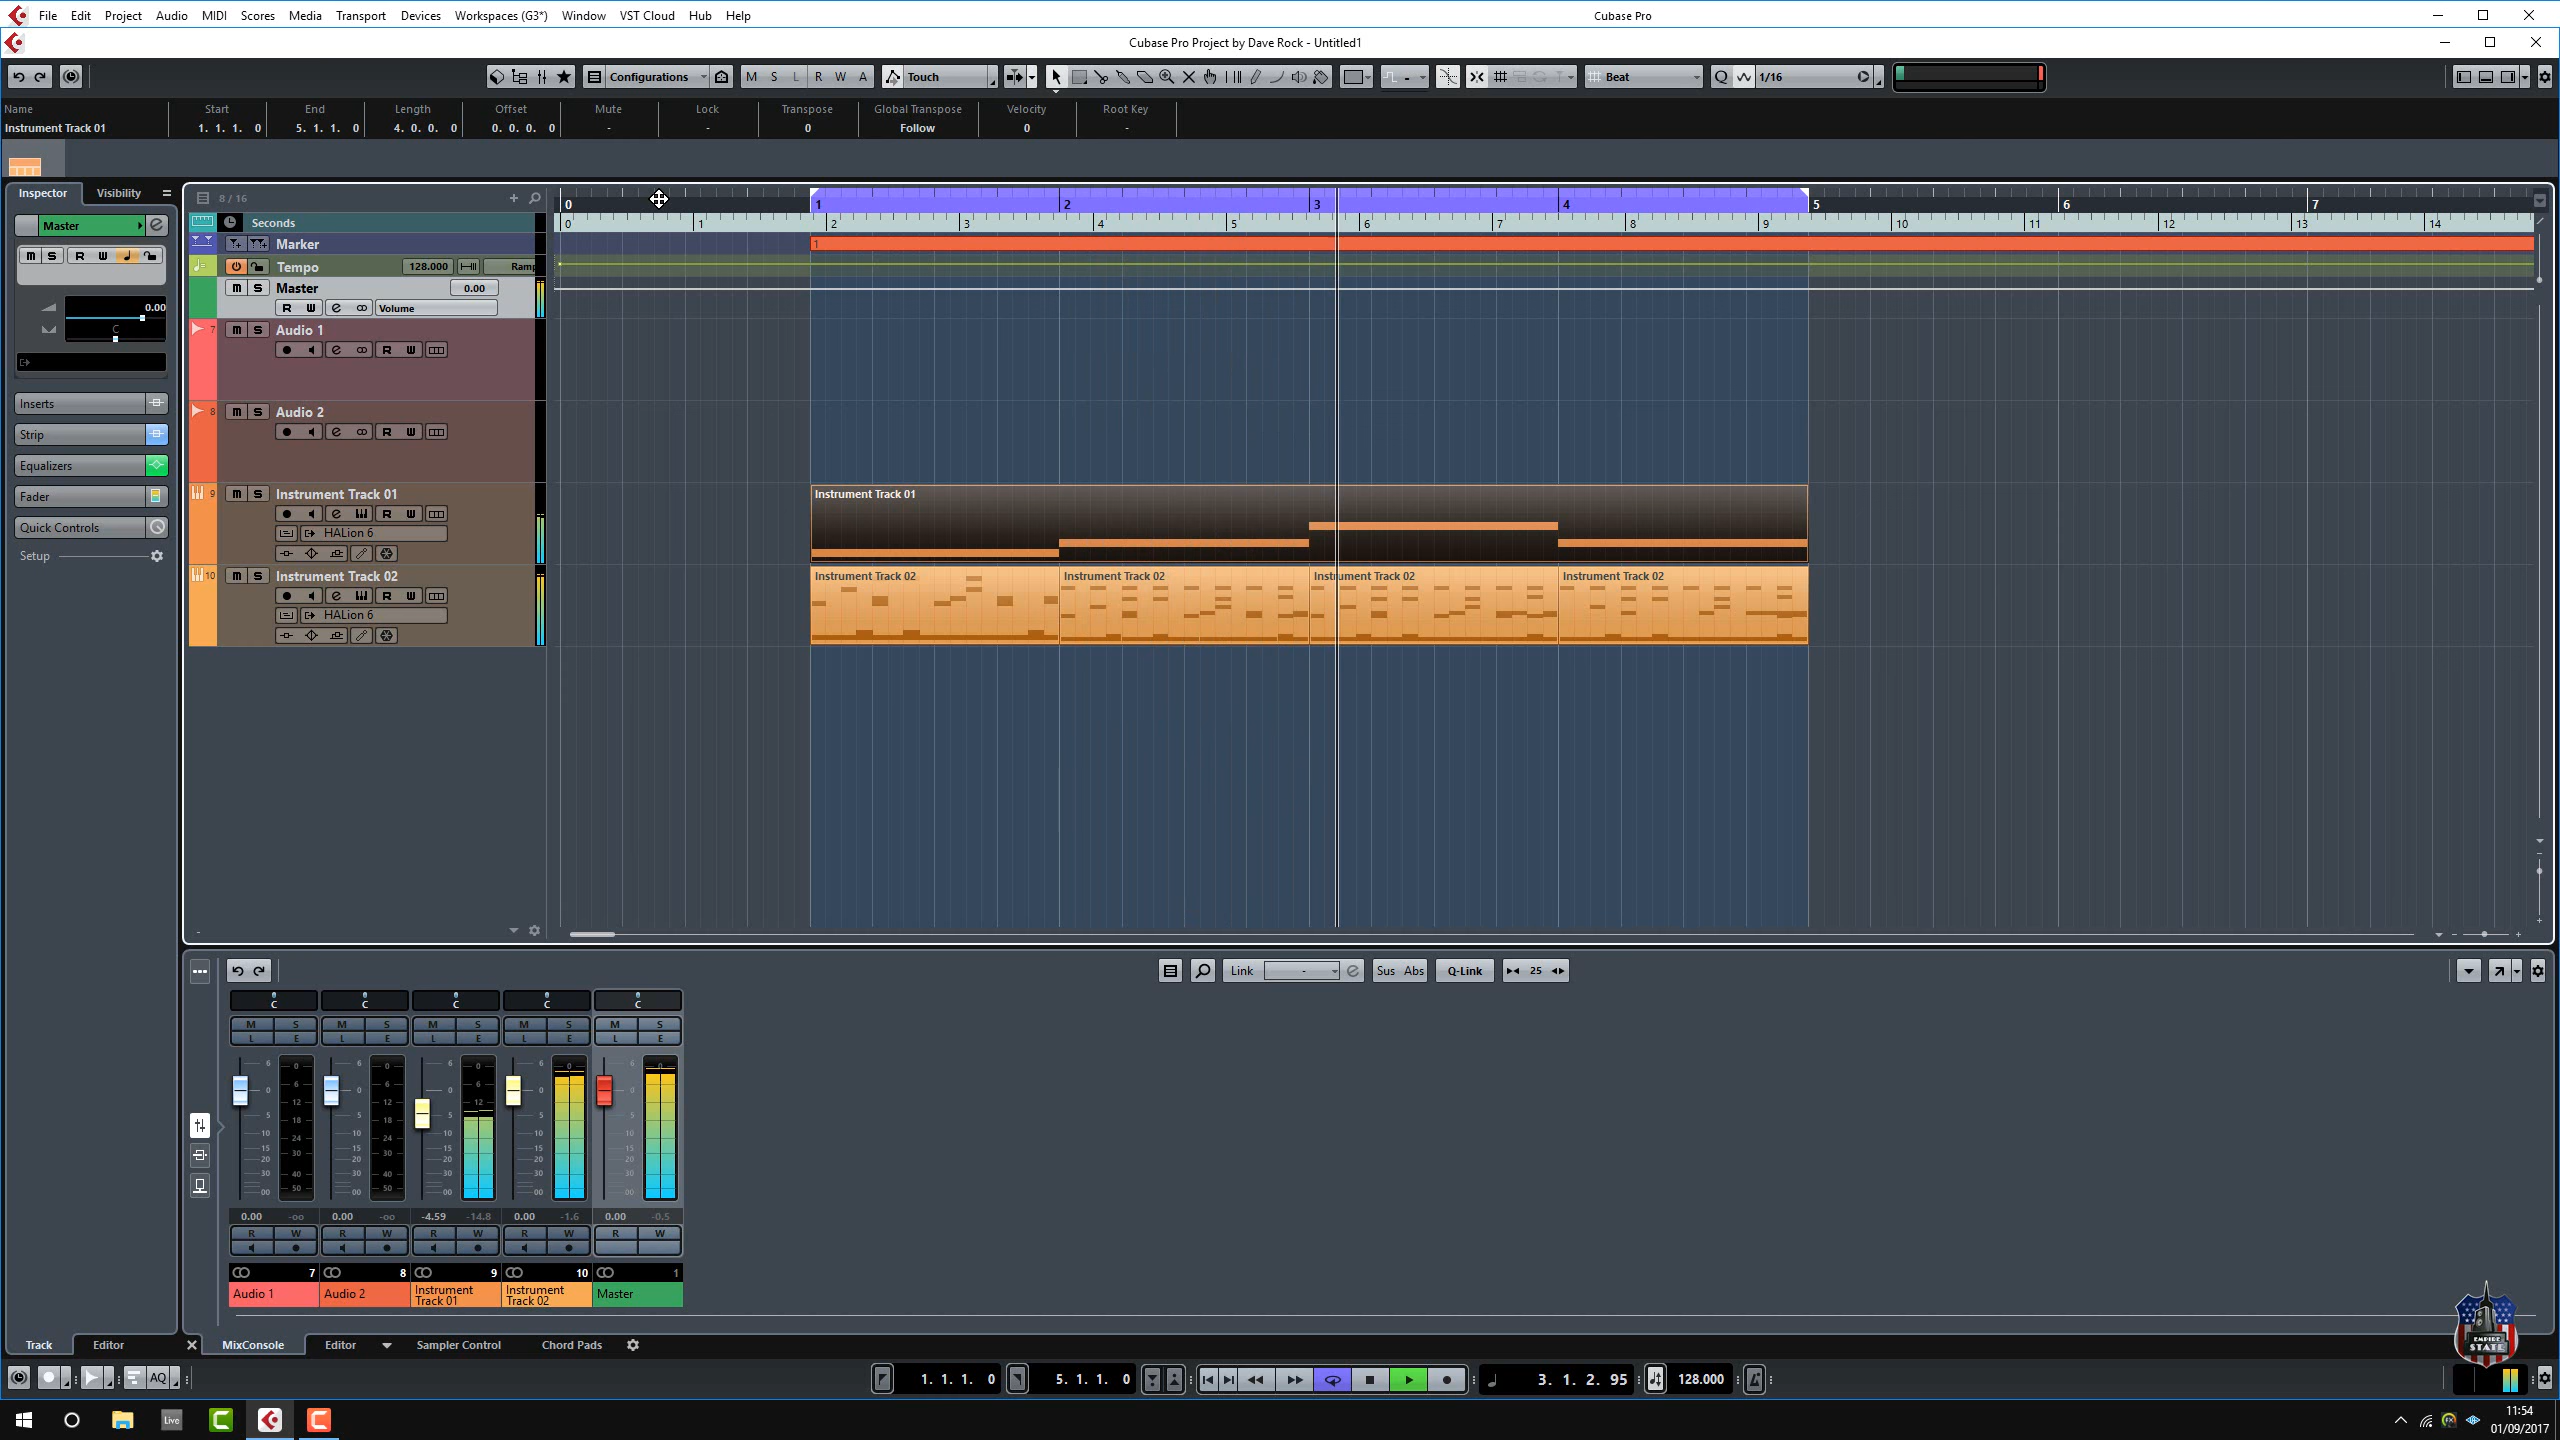 File Edit Project Audio MIDI Scores Media Transport Devices Workspaces (G3*) Window VST Cloud Hub Help
Cubase Pro
Cubase Pro Project by Dave Rock - Untitled1
Configurations M S L R W A Touch Beat Q 1/16
Name Start End Length Offset Mute Lock Transpose Global Transpose Velocity Root Key
Instrument Track 01 1. 1. 1. 0 5. 1. 1. 0 4. 0. 0. 0 0. 0. 0. 0 - - 0 Follow 0 -
Inspector Visibility
8 / 16
0 1 2 3 4 5 6 7
Master
Seconds
0 1 2 3 4 5 6 7 8 9 10 11 12 13 14
Marker
1
m S R W
Tempo 128.000 Ramp
m S Master 0.00
R W e Volume
0.00
C
7 m S Audio 1
e R W
8 m S Audio 2
e R W
Inserts
Strip
Equalizers
Fader
Quick Controls
Setup
9 m S Instrument Track 01
e R W
HALion 6
Instrument Track 01
10 m S Instrument Track 02
e R W
HALion 6
Instrument Track 02 Instrument Track 02 Instrument Track 02 Instrument Track 02
Link - e Sus Abs Q-Link 25
C C C C C
M S M S M S M S M S
L E L E L E L E L E
0.00 -oo 0.00 -oo -4.59 -14.8 0.00 -1.6 0.00 -0.5
R W R W R W R W R W
7 8 9 10 1
Audio 1 Audio 2 Instrument Track 01 Instrument Track 02 Master
EMPIRE
STATE
Track Editor MixConsole Editor Sampler Control Chord Pads
AQ 1. 1. 1. 0 5. 1. 1. 0 3. 1. 2. 95 128.000
Live
11:54
01/09/2017